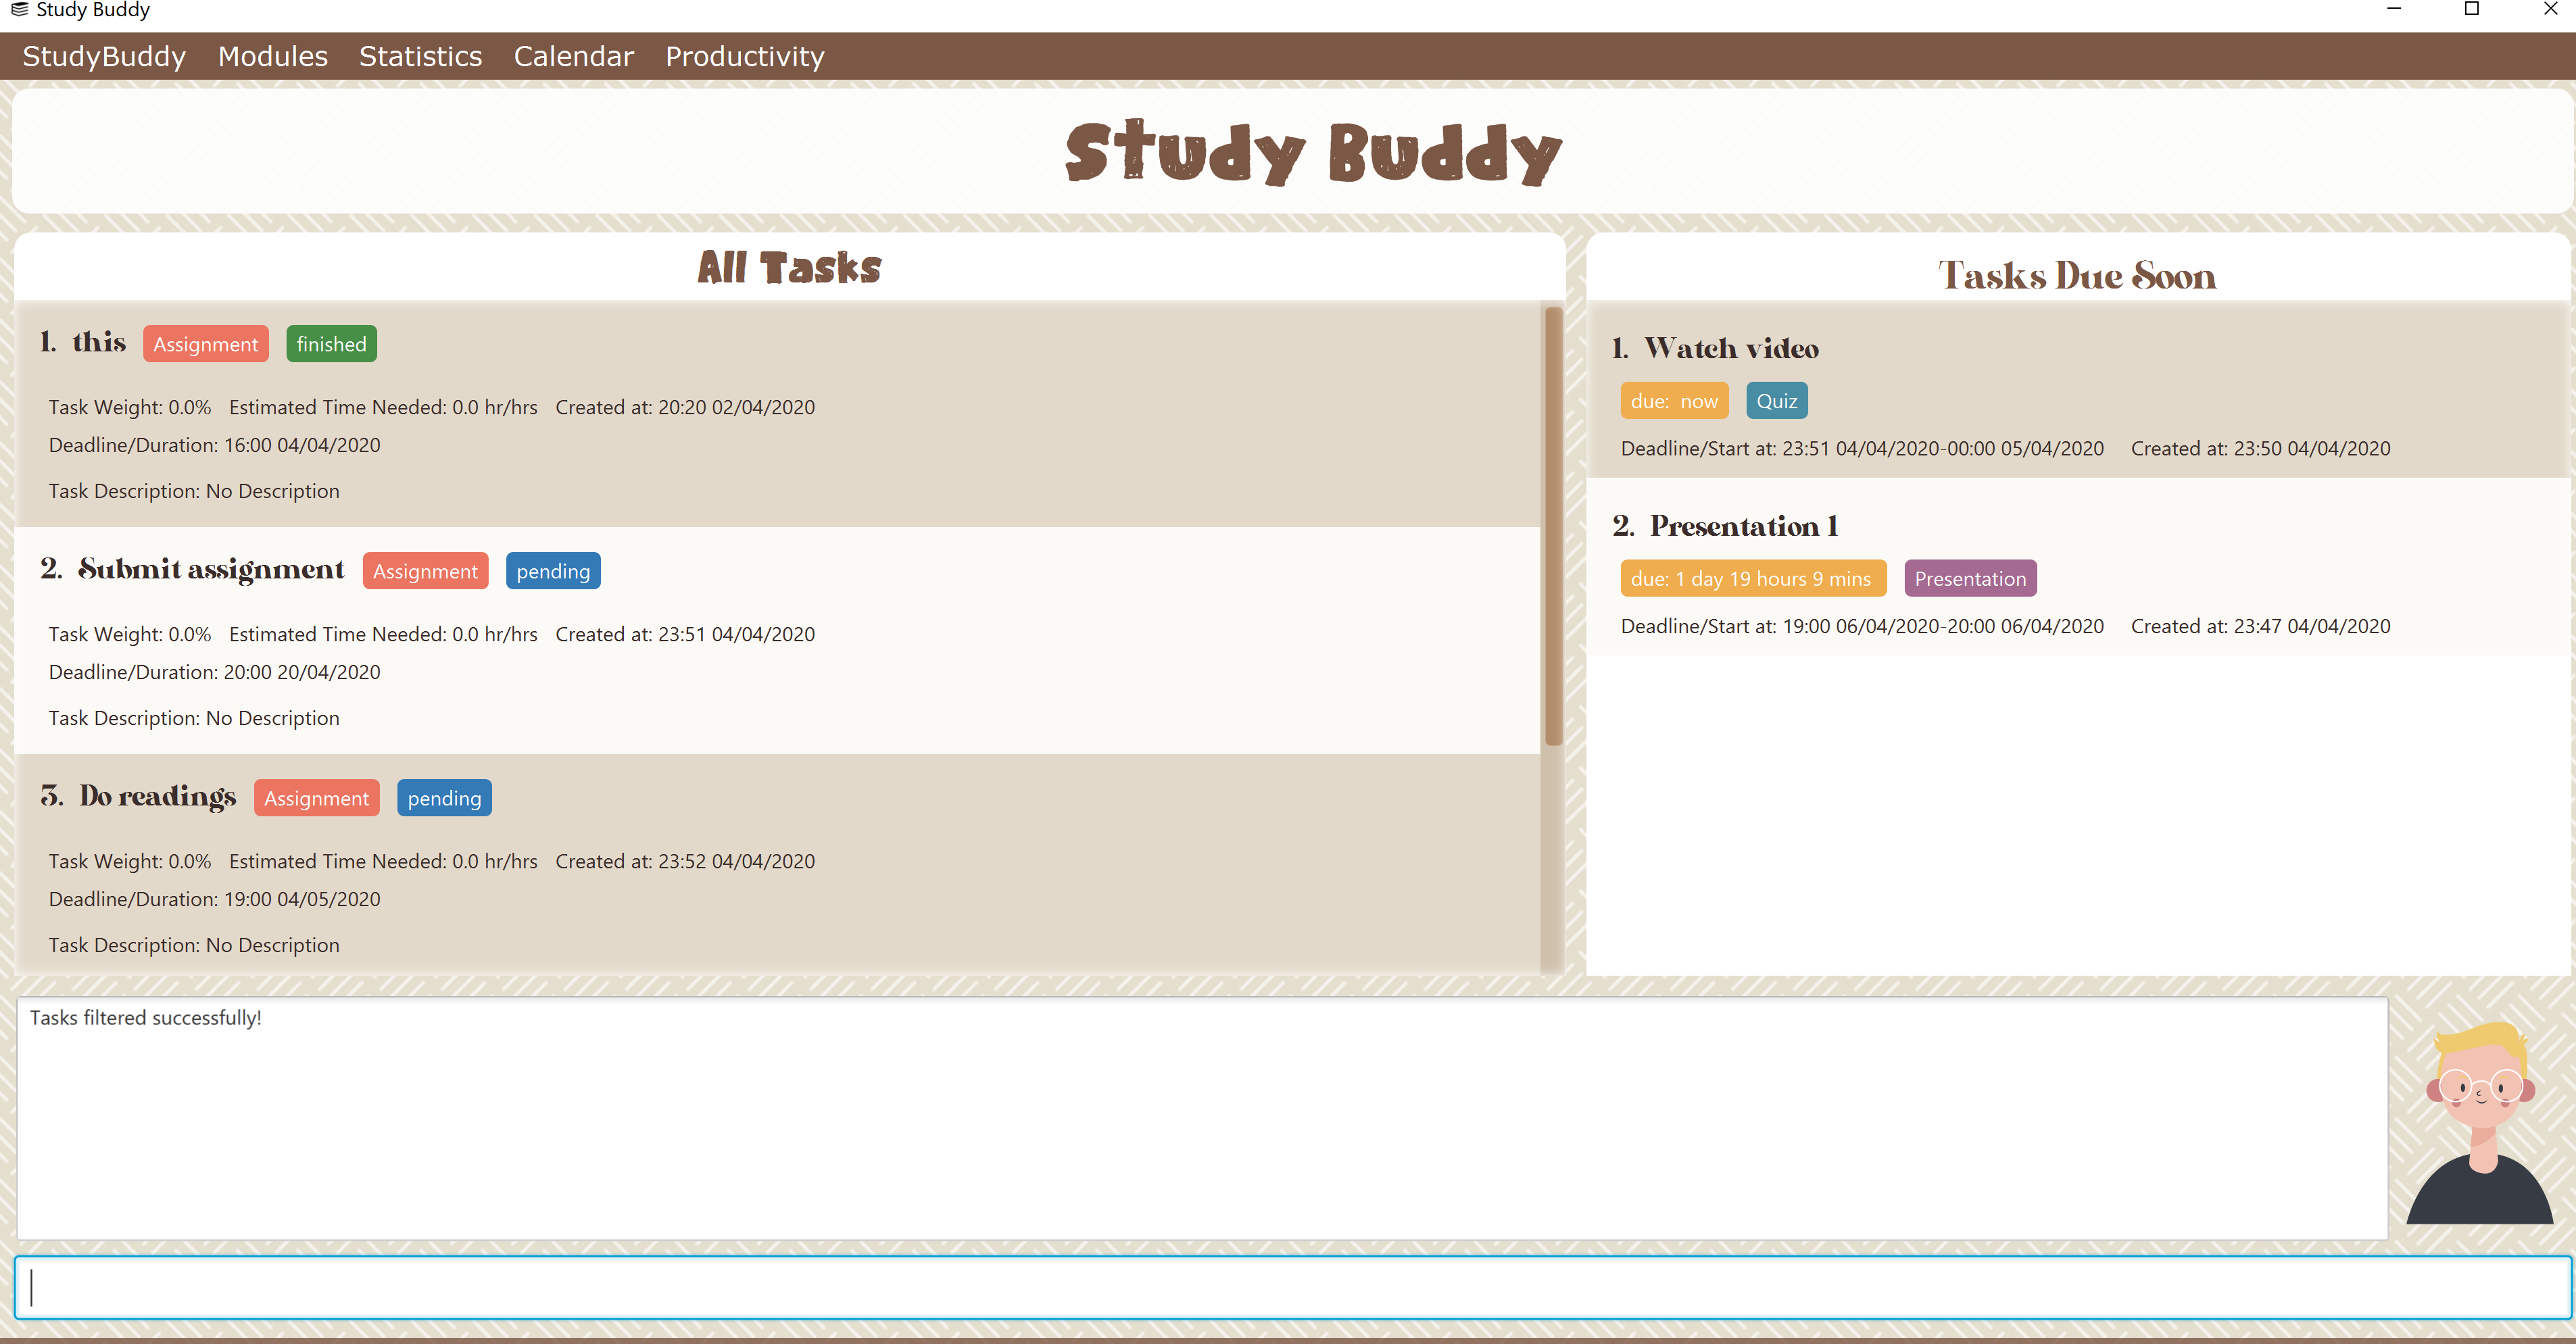 Study Buddy
StudyBuddy Modules Statistics Calendar Productivity
Study Buddy
All Tasks
1. this Assignment finished
Task Weight: 0.0% Estimated Time Needed: 0.0 hr/hrs Created at: 20:20 02/04/2020
Deadline/Duration: 16:00 04/04/2020
Task Description: No Description
2. Submit assignment Assignment pending
Task Weight: 0.0% Estimated Time Needed: 0.0 hr/hrs Created at: 23:51 04/04/2020
Deadline/Duration: 20:00 20/04/2020
Task Description: No Description
3. Do readings Assignment pending
Task Weight: 0.0% Estimated Time Needed: 0.0 hr/hrs Created at: 23:52 04/04/2020
Deadline/Duration: 19:00 04/05/2020
Task Description: No Description
Tasks Due Soon
1. Watch video
due: now Quiz
Deadline/Start at: 23:51 04/04/2020-00:00 05/04/2020 Created at: 23:50 04/04/2020
2. Presentation 1
due: 1 day 19 hours 9 mins Presentation
Deadline/Start at: 19:00 06/04/2020-20:00 06/04/2020 Created at: 23:47 04/04/2020
Tasks filtered successfully!